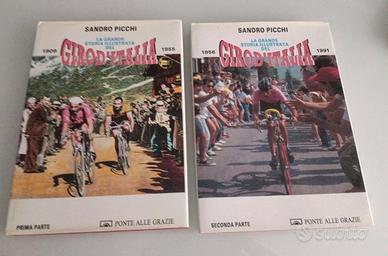 SANDRO PICCHI
LA GRANDE
STORIA ILLUSTRATA
DEL
1909 GIRO D'ITALIA 1955
PRIMA PARTE
PONTE ALLE GRAZIE
SANDRO PICCHI
LA GRANDE
STORIA ILLUSTRATA
DEL
1956 GIRO D'ITALIA 1991
SECONDA PARTE
PONTE ALLE GRAZIE
subito